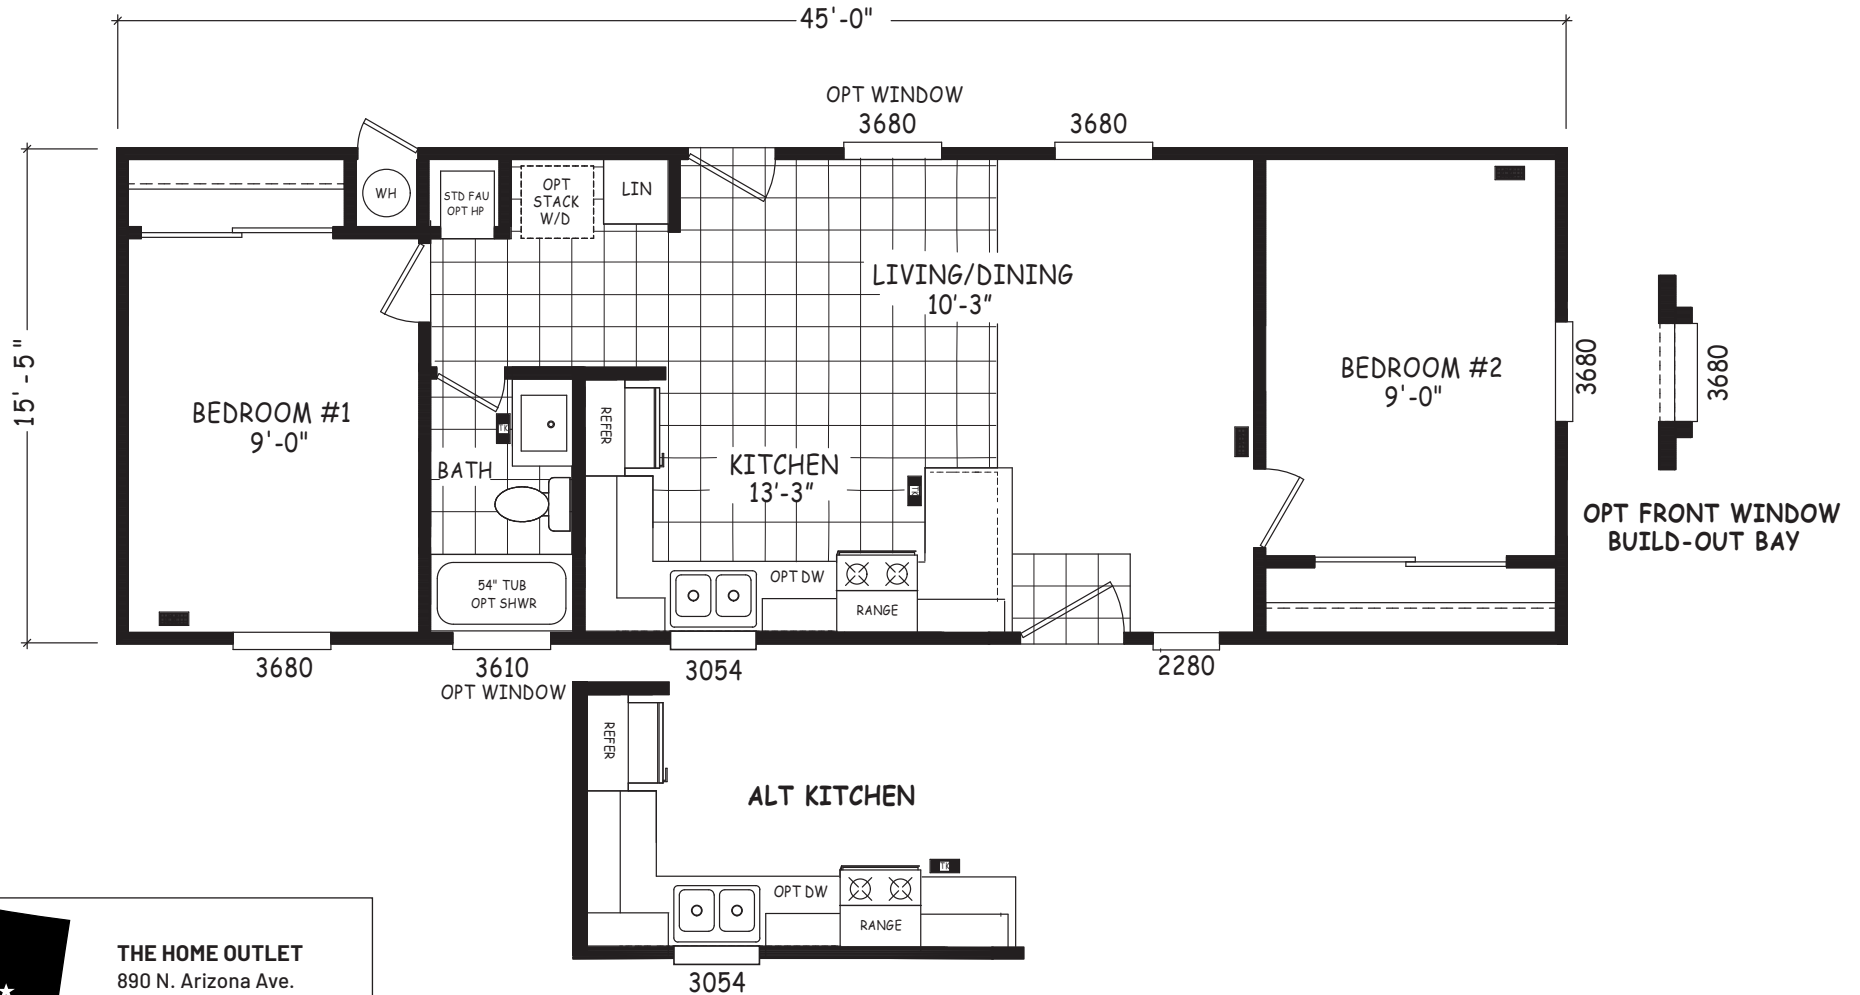 45'-0"
OPT WINDOW
3680
3680
WH
STD FAU
OPT HP
OPT
STACK
W/D
LIN
LIVING/DINING
10'-3"
15'-5"
BEDROOM #1
9'-0"
BATH
REFER
KITCHEN
13'-3"
BEDROOM #2
9'-0"
3680
3680
OPT FRONT WINDOW
BUILD-OUT BAY
54" TUB
OPT SHWR
OPT DW
RANGE
3680
3610
OPT WINDOW
3054
2280
REFER
ALT KITCHEN
OPT DW
RANGE
3054
THE HOME OUTLET
890 N. Arizona Ave.